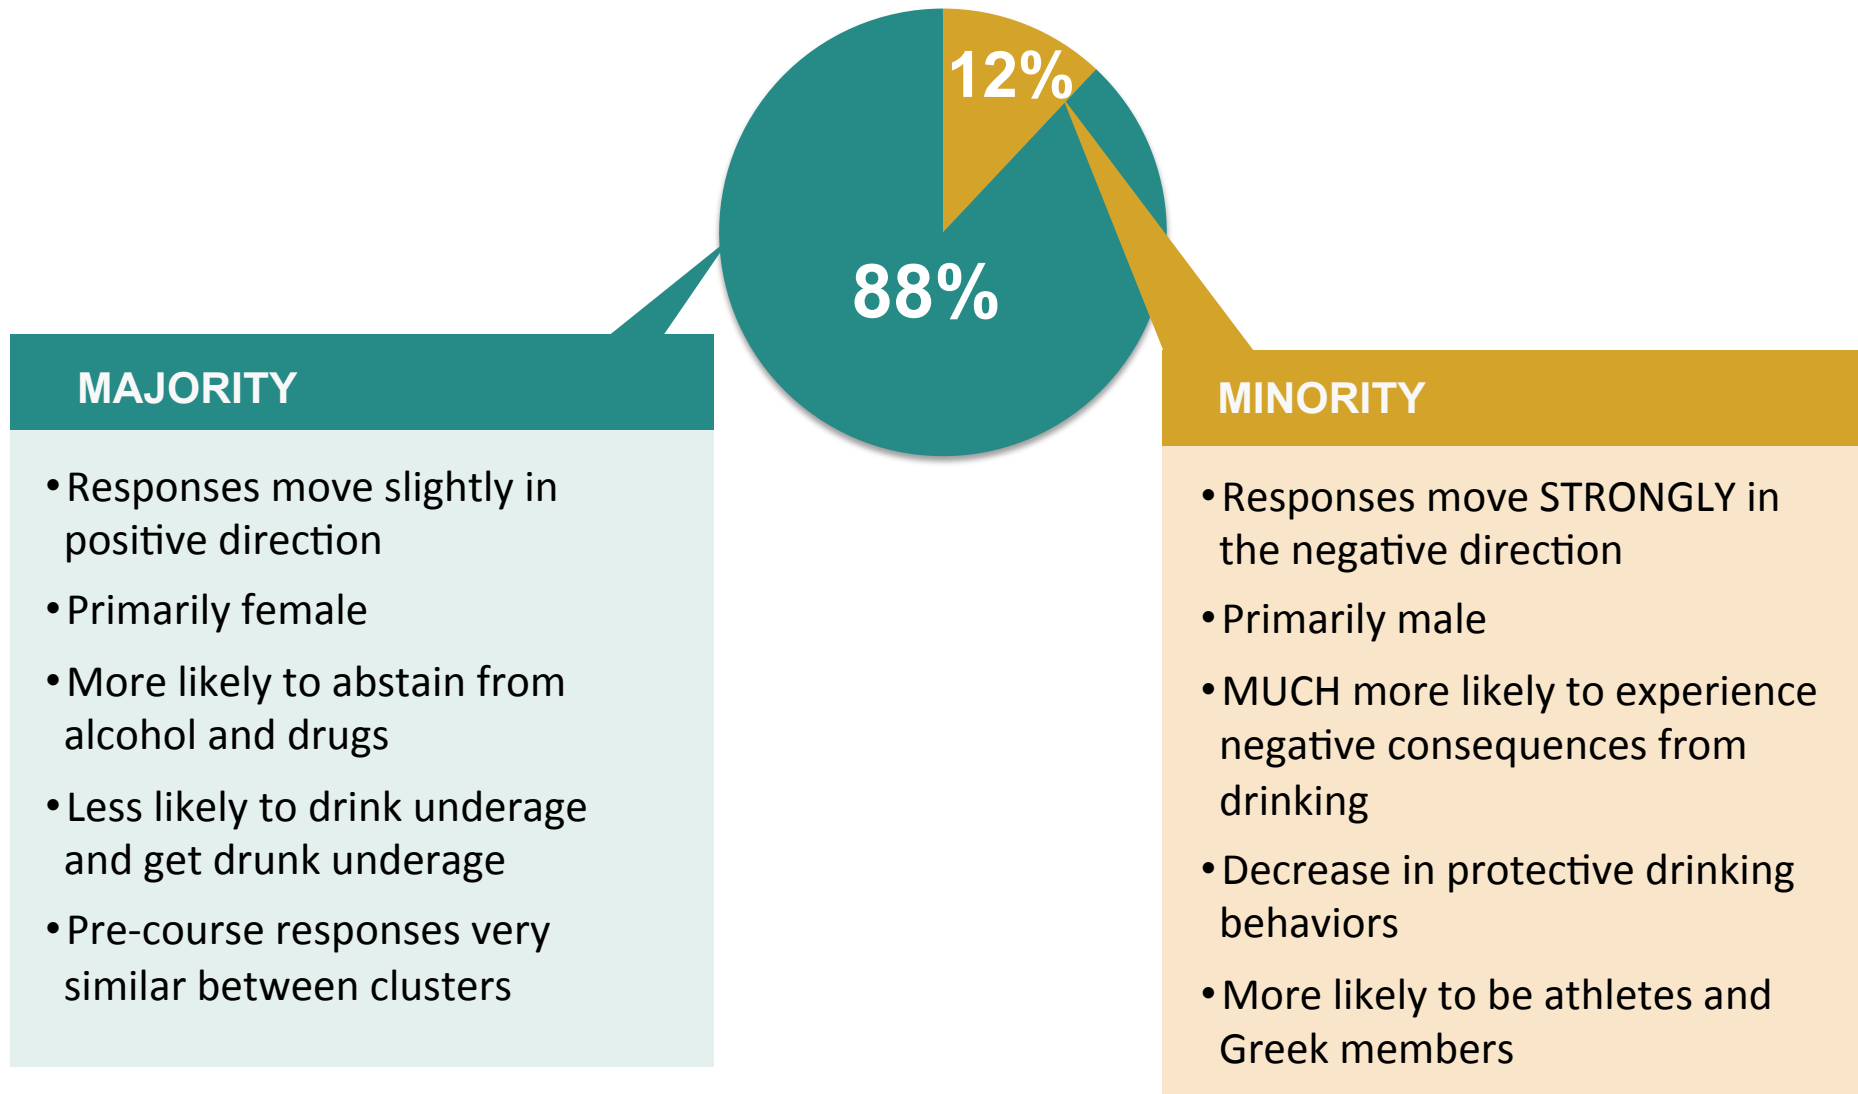 12%
88%
MAJORITY
• Responses move slightly in
positive direction
• Primarily female
• More likely to abstain from
alcohol and drugs
• Less likely to drink underage
and get drunk underage
• Pre-course responses very
similar between clusters
MINORITY
• Responses move STRONGLY in
the negative direction
• Primarily male
• MUCH more likely to experience
negative consequences from
drinking
• Decrease in protective drinking
behaviors
• More likely to be athletes and
Greek members